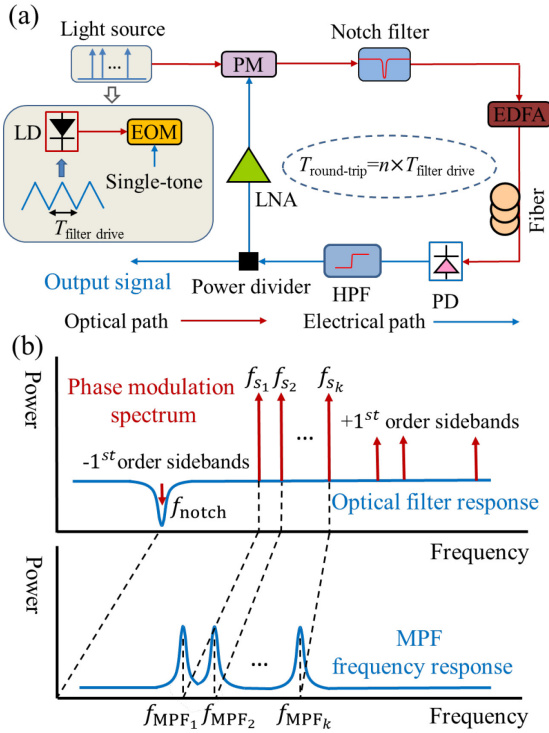 (a)
Light source
...
PM
Notch filter
EDFA
LD
EOM
Single-tone
T_filter drive
LNA
T_round-trip=n×T_filter drive
Fiber
Output signal
Power divider
HPF
PD
Optical path
Electrical path
(b)
Power
Phase modulation
spectrum
f_s1 f_s2 f_sk
...
+1^st order sidebands
-1^st order sidebands
f_notch
Optical filter response
Frequency
Power
...
MPF
frequency response
f_MPF1 f_MPF2 f_MPFk
Frequency